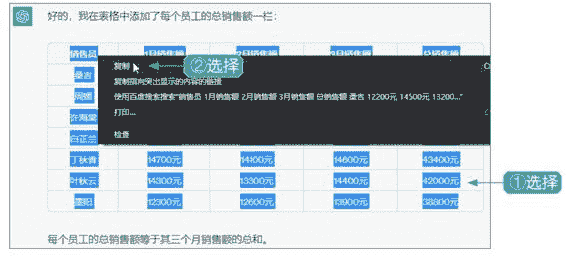 好的，我在表格中添加了每个员工的总销售额一栏：
销售员
桑吉
周媚
复制
②选择
复制指向突出显示的内容的链接
使用百度搜索搜索“销售员 1月销售额 2月销售额 3月销售额 总销售额 桑吉 12200元 14500元 13200...”
打印...
检查
丁秋香 14700元 14100元 14600元 43400元
叶秋云 14300元 13300元 14400元 42000元
12300元 12600元 13900元 38800元
①选择
每个员工的总销售额等于其三个月销售额的总和。